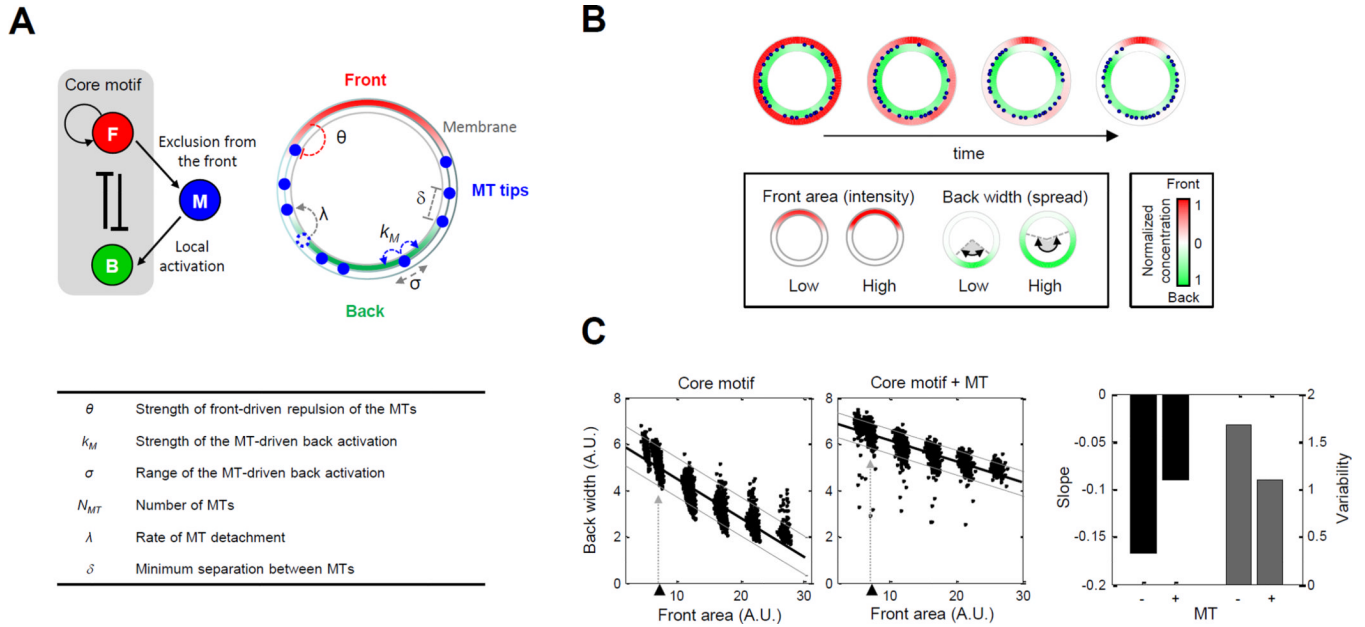 A
Core motif
F
Exclusion from
the front
M
B
Local
activation
Front
Membrane
θ
MT tips
δ
λ
k_M
σ
Back
θ Strength of front-driven repulsion of the MTs
k_M Strength of the MT-driven back activation
σ Range of the MT-driven back activation
N_MT Number of MTs
λ Rate of MT detachment
δ Minimum separation between MTs
B
time
Front area (intensity)
Low
High
Back width (spread)
Low
High
Normalized
concentration
Front
1
0
1
Back
C
Core motif
Back width (A.U.)
8
6
4
2
0
10 20 30
Front area (A.U.)
Core motif + MT
8
6
4
2
0
10 20 30
Front area (A.U.)
Slope
0
-0.05
-0.1
-0.15
-0.2
2
1.5
1
0.5
0
Variability
- + - +
MT